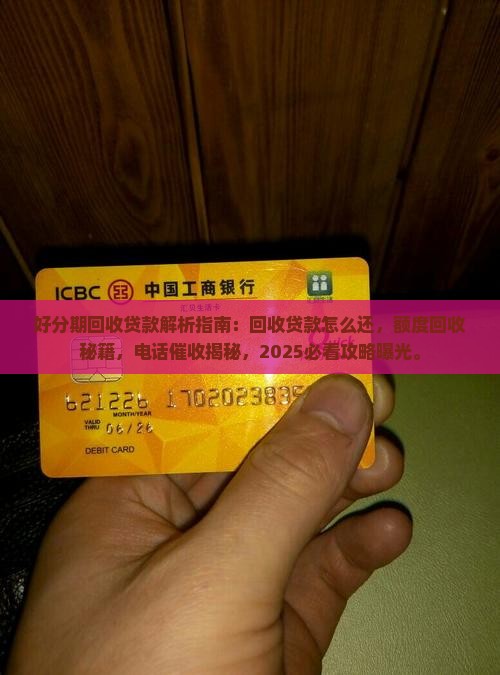 ICBC 中国工商银行
好分期回收贷款解析指南：回收贷款怎么还，额度回收
秘籍，电话催收揭秘，2025必看攻略曝光。
621226 1702023835
MONTH/YEAR
VALID
THRU 06/26
DEBIT CARD